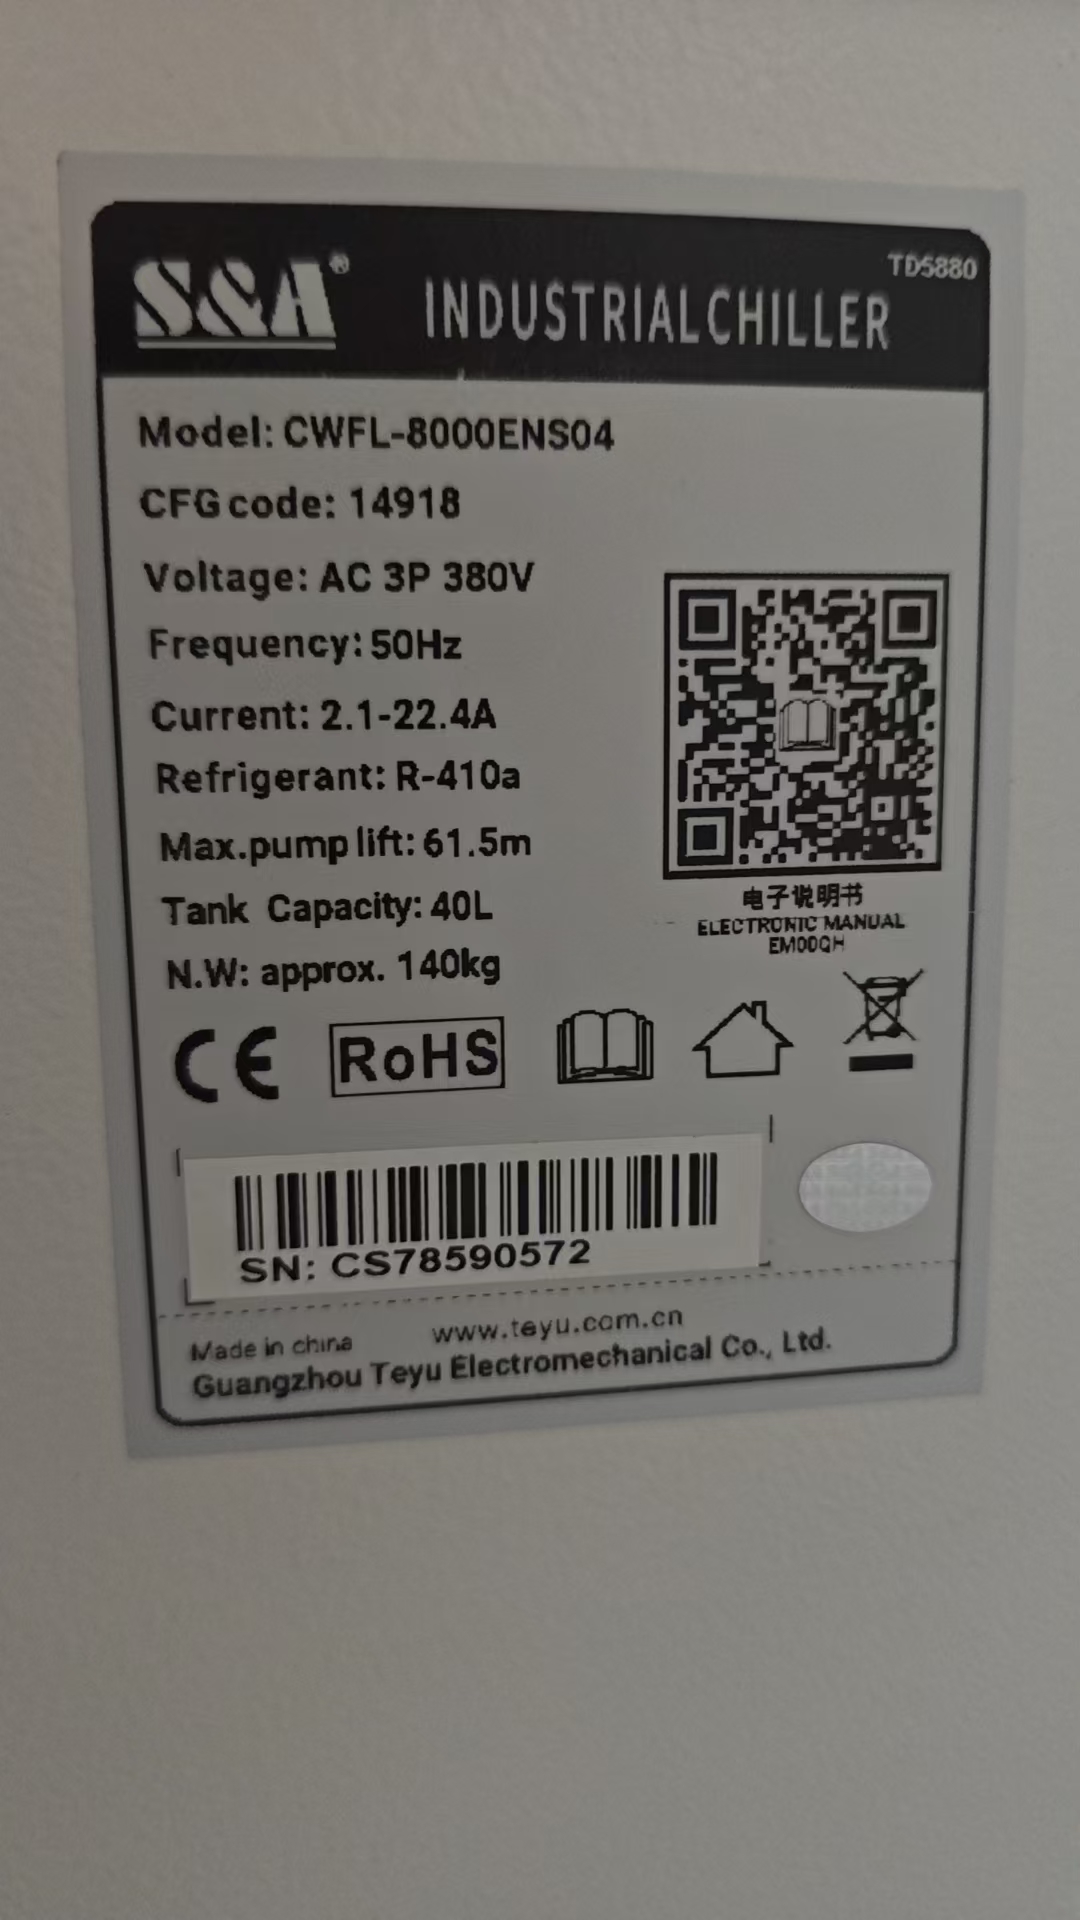 S&A® INDUSTRIAL CHILLER TD5880
Model: CWFL-8000ENS04
CFG code: 14918
Voltage: AC 3P 380V
Frequency: 50Hz
Current: 2.1-22.4A
Refrigerant: R-410a
Max.pump lift: 61.5m
Tank Capacity: 40L
N.W: approx. 140kg
电子说明书
ELECTRONIC MANUAL
EM00QH
CE RoHS
SN: CS78590572
Made in china www.teyu.com.cn
Guangzhou Teyu Electromechanical Co., Ltd.